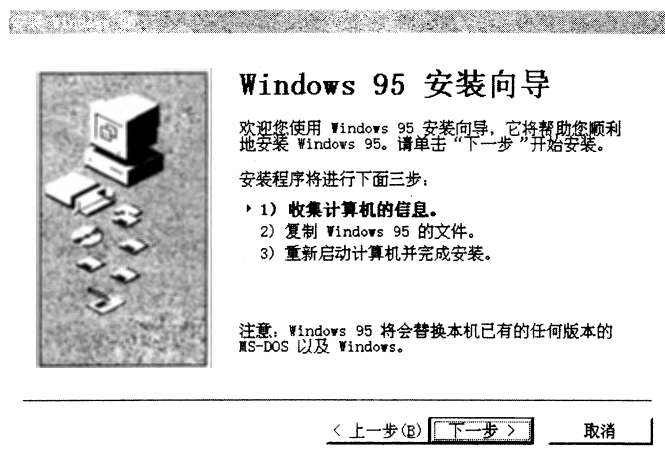 Windows 95 安装向导
欢迎您使用 Windows 95 安装向导，它将帮助您顺利
地安装 Windows 95。请单击“下一步”开始安装。
安装程序将进行下面三步：
1) 收集计算机的信息。
2) 复制 Windows 95 的文件。
3) 重新启动计算机并完成安装。
注意：Windows 95 将会替换本机已有的任何版本的
MS-DOS 以及 Windows。
< 上一步(B) 下一步 > 取消